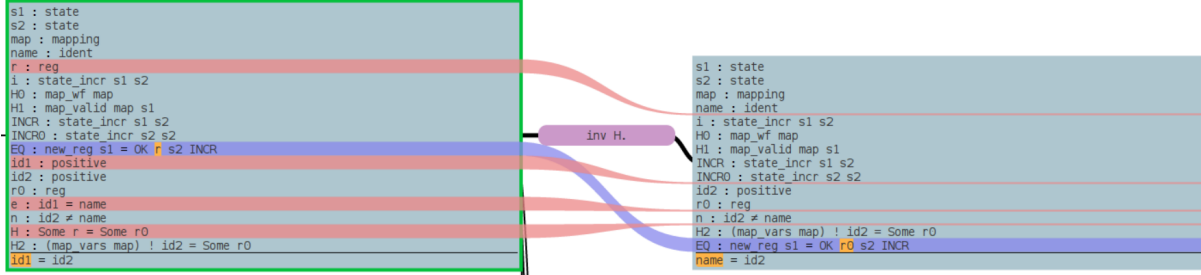 s1 : state
s2 : state
map : mapping
name : ident
r : reg
i : state_incr s1 s2
H0 : map_wf map
H1 : map_valid map s1
INCR : state_incr s1 s2
INCR0 : state_incr s2 s2
EQ : new_reg s1 = OK r s2 INCR
id1 : positive
id2 : positive
r0 : reg
e : id1 = name
n : id2 ≠ name
H : Some r = Some r0
H2 : (map_vars map) ! id2 = Some r0
id1 = id2
inv H.
s1 : state
s2 : state
map : mapping
name : ident
i : state_incr s1 s2
H0 : map_wf map
H1 : map_valid map s1
INCR : state_incr s1 s2
INCR0 : state_incr s2 s2
id2 : positive
r0 : reg
n : id2 ≠ name
H2 : (map_vars map) ! id2 = Some r0
EQ : new_reg s1 = OK r0 s2 INCR
name = id2